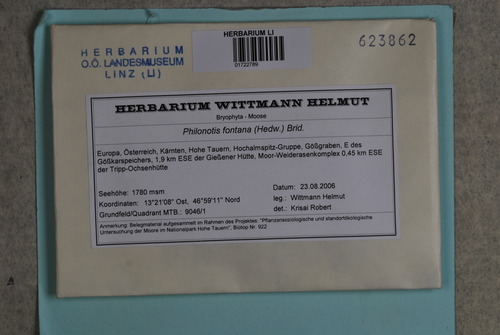 HERBARIUM LI
01722789
623862
HERBARIUM
O.Ö. LANDESMUSEUM
LINZ (LI)
HERBARIUM WITTMANN HELMUT
Bryophyta - Moose
Philonotis fontana (Hedw.) Brid.
Europa, Österreich, Kärnten, Hohe Tauern, Hochalmspitz-Gruppe, Gößgraben, E des
Gößkarspeichers, 1,9 km ESE der Gießener Hütte, Moor-Weiderasenkomplex 0,45 km ESE
der Tripp-Ochsenhütte
Seehöhe: 1780 msm
Datum: 23.08.2006
Koordinaten: 13°21'08" Ost, 46°59'11" Nord
leg.: Wittmann Helmut
Grundfeld/Quadrant MTB.: 9046/1
det.: Krisai Robert
Anmerkung: Belegmaterial aufgesammelt im Rahmen des Projektes: "Pflanzensoziologische und standortökologische
Untersuchung der Moore im Nationalpark Hohe Tauern", Biotop Nr. 922